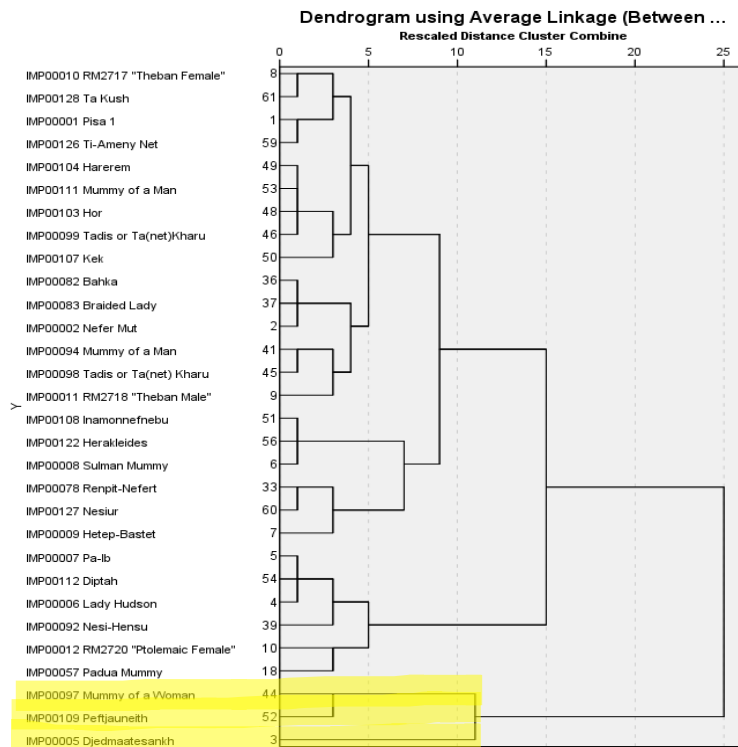 Dendrogram using Average Linkage (Between ...
Rescaled Distance Cluster Combine
0 5 10 15 20 25
IMP00010 RM2717 "Theban Female" 8
IMP00128 Ta Kush 61
IMP00001 Pisa 1 1
IMP00126 Ti-Ameny Net 59
IMP00104 Harerem 49
IMP00111 Mummy of a Man 53
IMP00103 Hor 48
IMP00099 Tadis or Ta(net)Kharu 46
IMP00107 Kek 50
IMP00082 Bahka 36
IMP00083 Braided Lady 37
IMP00002 Nefer Mut 2
IMP00094 Mummy of a Man 41
IMP00098 Tadis or Ta(net) Kharu 45
IMP00011 RM2718 "Theban Male" 9
Y
IMP00108 Inamonnefnebu 51
IMP00122 Herakleides 56
IMP00008 Sulman Mummy 6
IMP00078 Renpit-Nefert 33
IMP00127 Nesiur 60
IMP00009 Hetep-Bastet 7
IMP00007 Pa-Ib 5
IMP00112 Diptah 54
IMP00006 Lady Hudson 4
IMP00092 Nesi-Hensu 39
IMP00012 RM2720 "Ptolemaic Female" 10
IMP00057 Padua Mummy 18
IMP00097 Mummy of a Woman 44
IMP00109 Peftjauneith 52
IMP00005 Djedmaatesankh 3